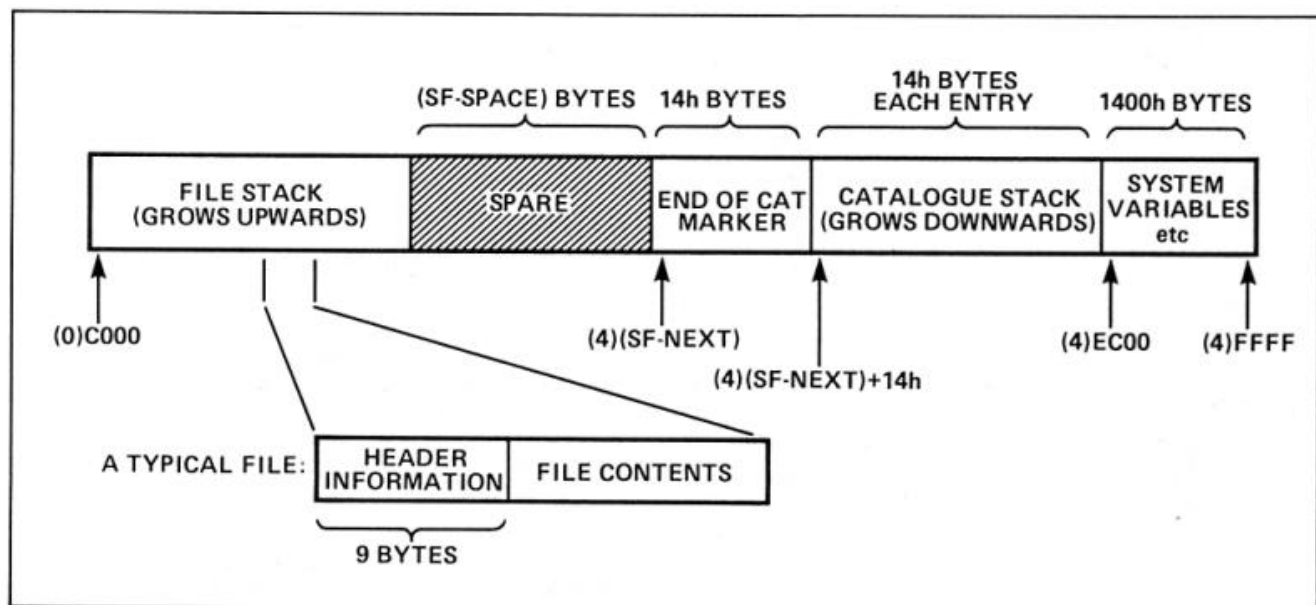 (SF-SPACE) BYTES
14h BYTES
14h BYTES
EACH ENTRY
1400h BYTES
FILE STACK
(GROWS UPWARDS)
SPARE
END OF CAT
MARKER
CATALOGUE STACK
(GROWS DOWNWARDS)
SYSTEM
VARIABLES
etc
(0)C000
(4)(SF-NEXT)
(4)(SF-NEXT)+14h
(4)EC00
(4)FFFF
A TYPICAL FILE:
HEADER
INFORMATION
FILE CONTENTS
9 BYTES